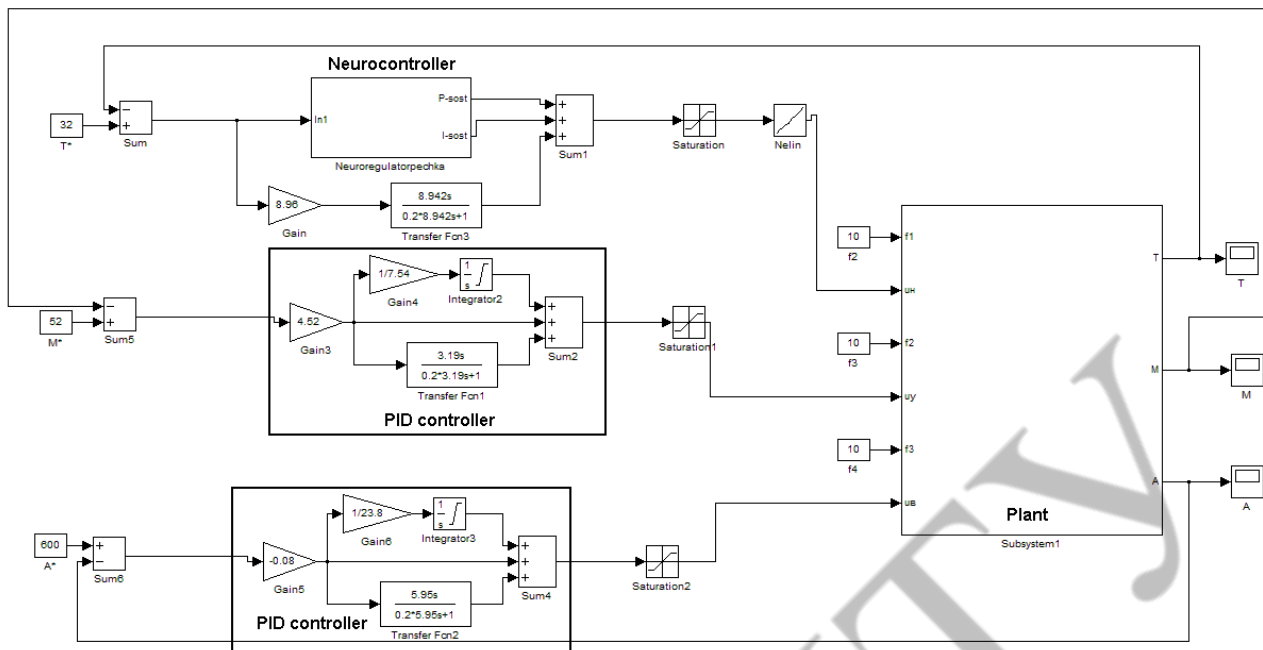 Neurocontroller
In1
P-sost
I-sost
Neuroregulatorpechka
32
T*
Sum
8.96
Gain
8.942s
0.2*8.942s+1
Transfer Fcn3
Sum1
Saturation
Nelin
52
M*
Sum5
4.52
Gain3
1/7.54
Gain4
1
s
Integrator2
3.19s
0.2*3.19s+1
Transfer Fcn1
Sum2
PID controller
Saturation1
600
A*
Sum6
-0.08
Gain5
1/23.8
Gain6
1
s
Integrator3
5.95s
0.2*5.95s+1
Transfer Fcn2
Sum4
PID controller
Saturation2
10
f2
10
f3
10
f4
f1
uн
f2
uy
f3
uв
T
M
A
Plant
Subsystem1
T
M
A